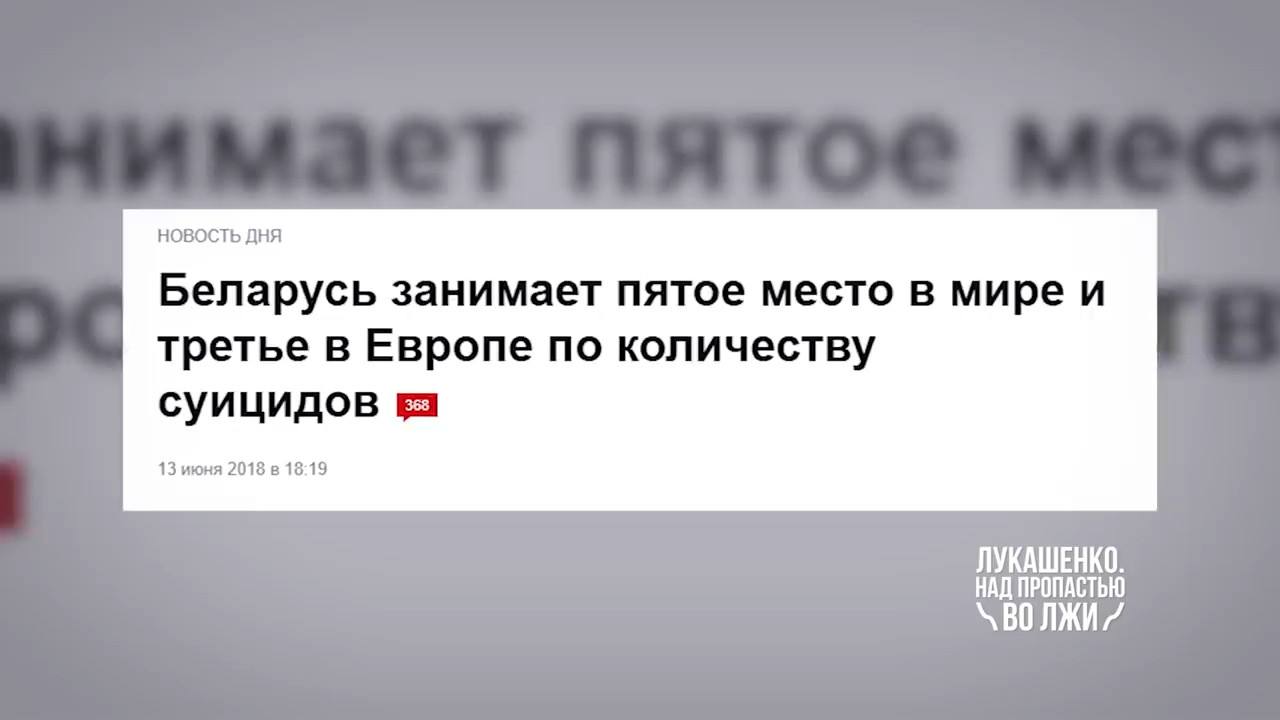 анимает пятое мест
НОВОСТЬ ДНЯ
Беларусь занимает пятое место в мире и
третье в Европе по количеству
суицидов 368
13 июня 2018 в 18:19
ЛУКАШЕНКО.
НАД ПРОПАСТЬЮ
ВО ЛЖИ